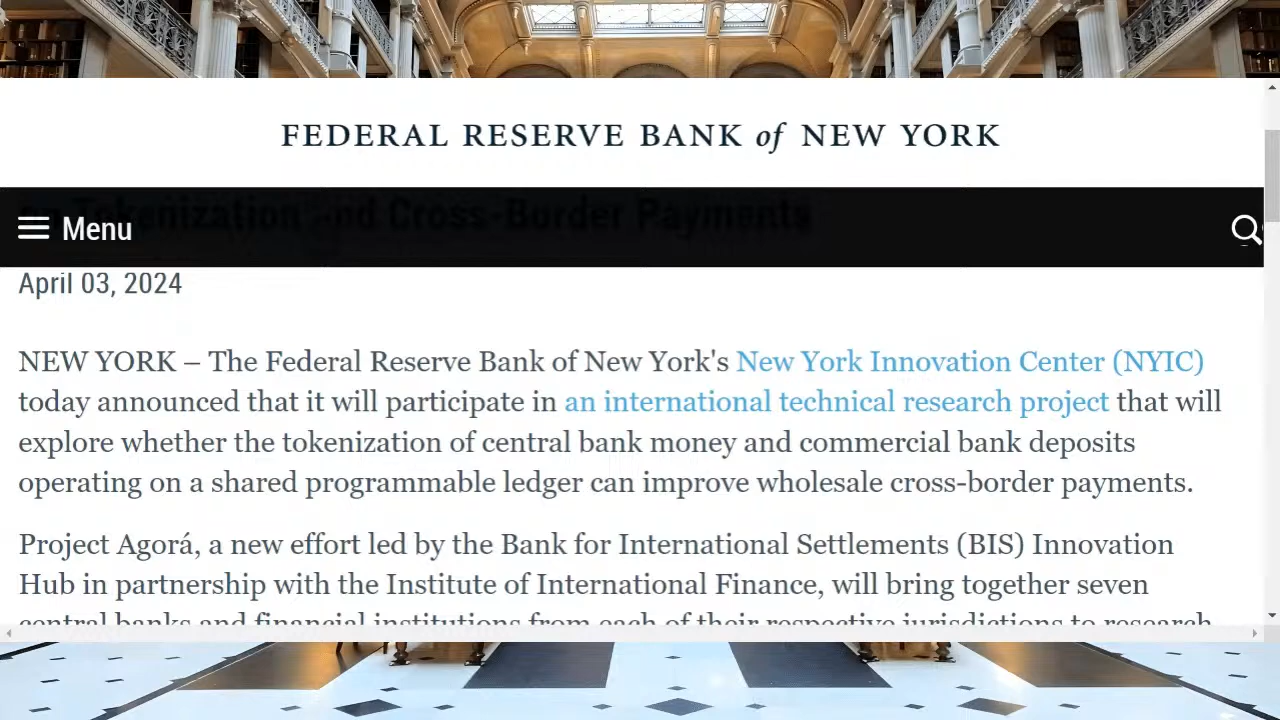 FEDERAL RESERVE BANK of NEW YORK
on Tokenization and Cross-Border Payments
Menu
April 03, 2024
NEW YORK – The Federal Reserve Bank of New York's New York Innovation Center (NYIC)
today announced that it will participate in an international technical research project that will
explore whether the tokenization of central bank money and commercial bank deposits
operating on a shared programmable ledger can improve wholesale cross-border payments.
Project Agorá, a new effort led by the Bank for International Settlements (BIS) Innovation
Hub in partnership with the Institute of International Finance, will bring together seven
central banks and financial institutions from each of their respective jurisdictions to research